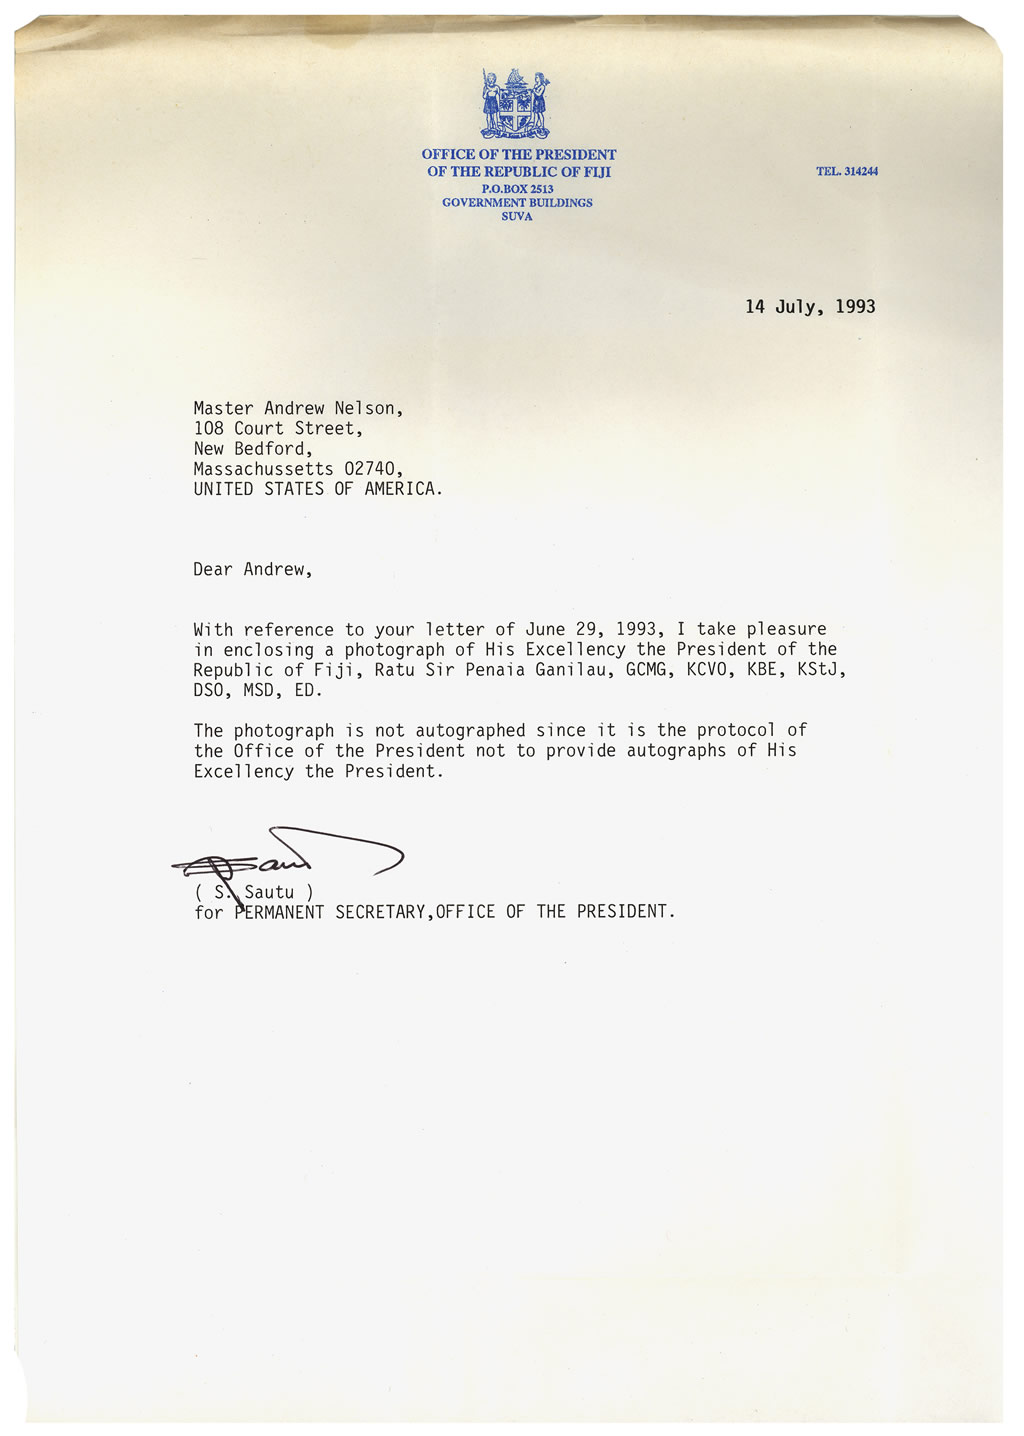 OFFICE OF THE PRESIDENT
OF THE REPUBLIC OF FIJI
P.O.BOX 2513
GOVERNMENT BUILDINGS
SUVA
TEL. 314244
14 July, 1993
Master Andrew Nelson,
108 Court Street,
New Bedford,
Massachussetts 02740,
UNITED STATES OF AMERICA.
Dear Andrew,
With reference to your letter of June 29, 1993, I take pleasure
in enclosing a photograph of His Excellency the President of the
Republic of Fiji, Ratu Sir Penaia Ganilau, GCMG, KCVO, KBE, KStJ,
DSO, MSD, ED.
The photograph is not autographed since it is the protocol of
the Office of the President not to provide autographs of His
Excellency the President.
( S. Sautu )
for PERMANENT SECRETARY,OFFICE OF THE PRESIDENT.